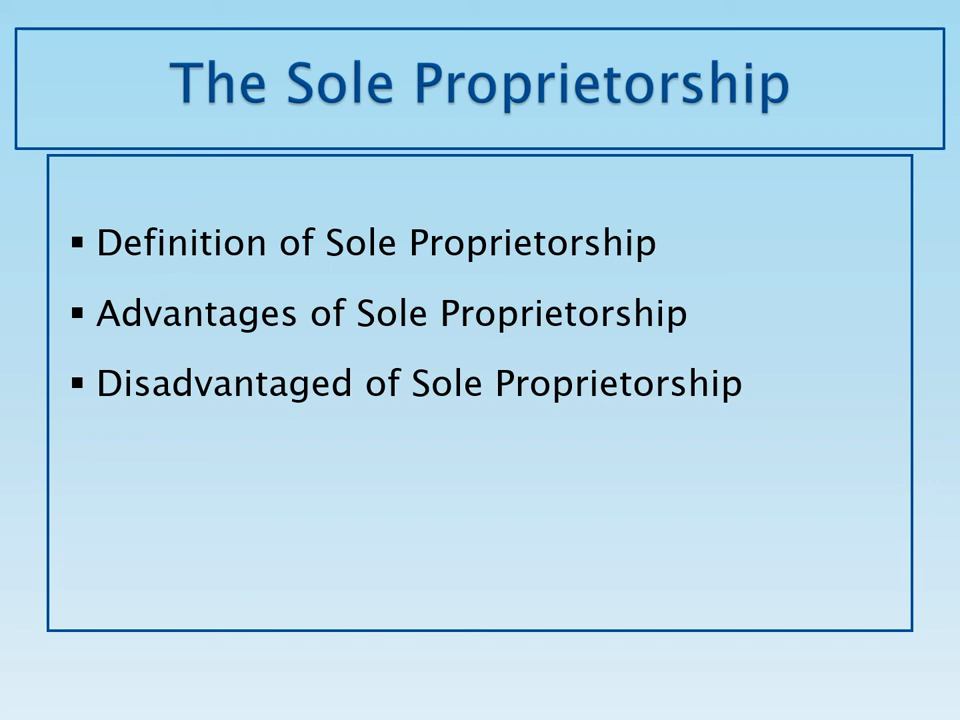 The Sole Proprietorship
▪ Definition of Sole Proprietorship
▪ Advantages of Sole Proprietorship
▪ Disadvantaged of Sole Proprietorship